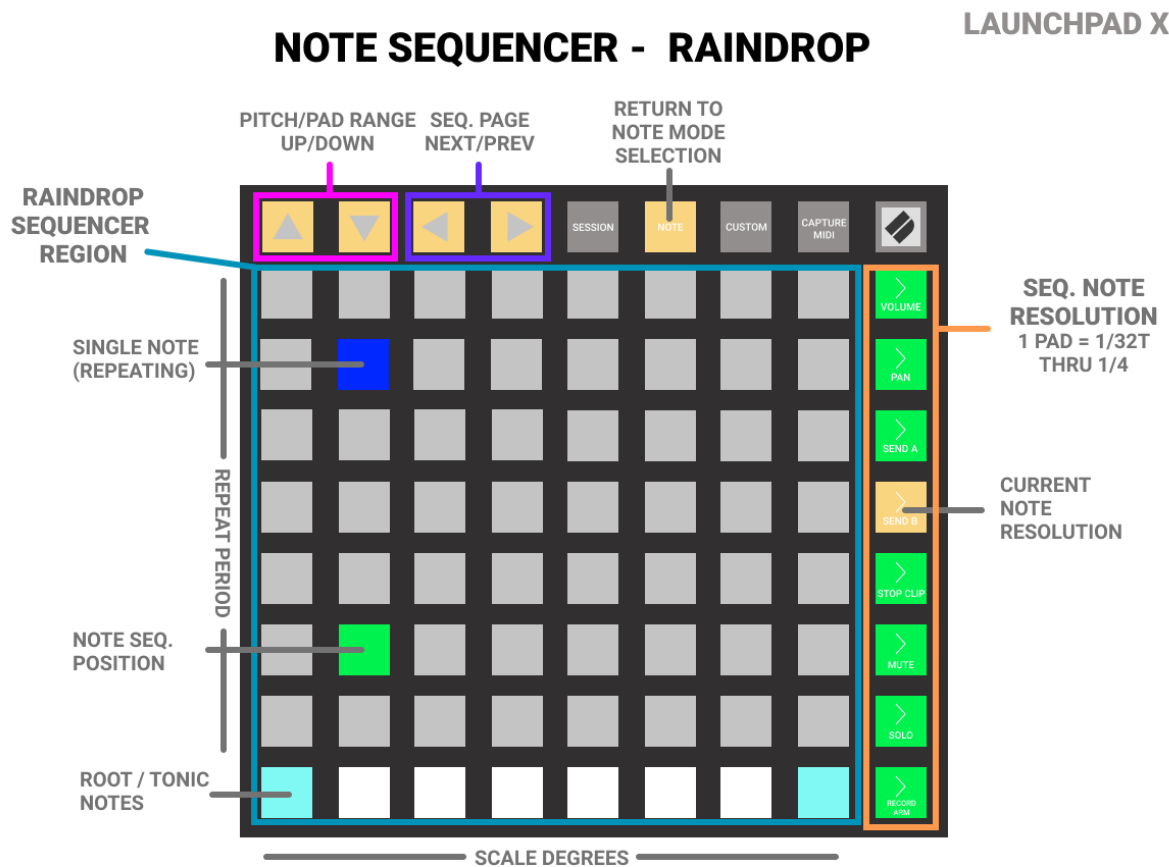 LAUNCHPAD X
NOTE SEQUENCER - RAINDROP
PITCH/PAD RANGE
UP/DOWN
SEQ. PAGE
NEXT/PREV
RETURN TO
NOTE MODE
SELECTION
RAINDROP
SEQUENCER
REGION
SESSION
NOTE
CUSTOM
CAPTURE
MIDI
VOLUME
SEQ. NOTE
RESOLUTION
1 PAD = 1/32T
THRU 1/4
SINGLE NOTE
(REPEATING)
PAN
SEND A
REPEAT PERIOD
SEND B
CURRENT
NOTE
RESOLUTION
STOP CLIP
NOTE SEQ.
POSITION
MUTE
SOLO
ROOT / TONIC
NOTES
RECORD
ARM
SCALE DEGREES